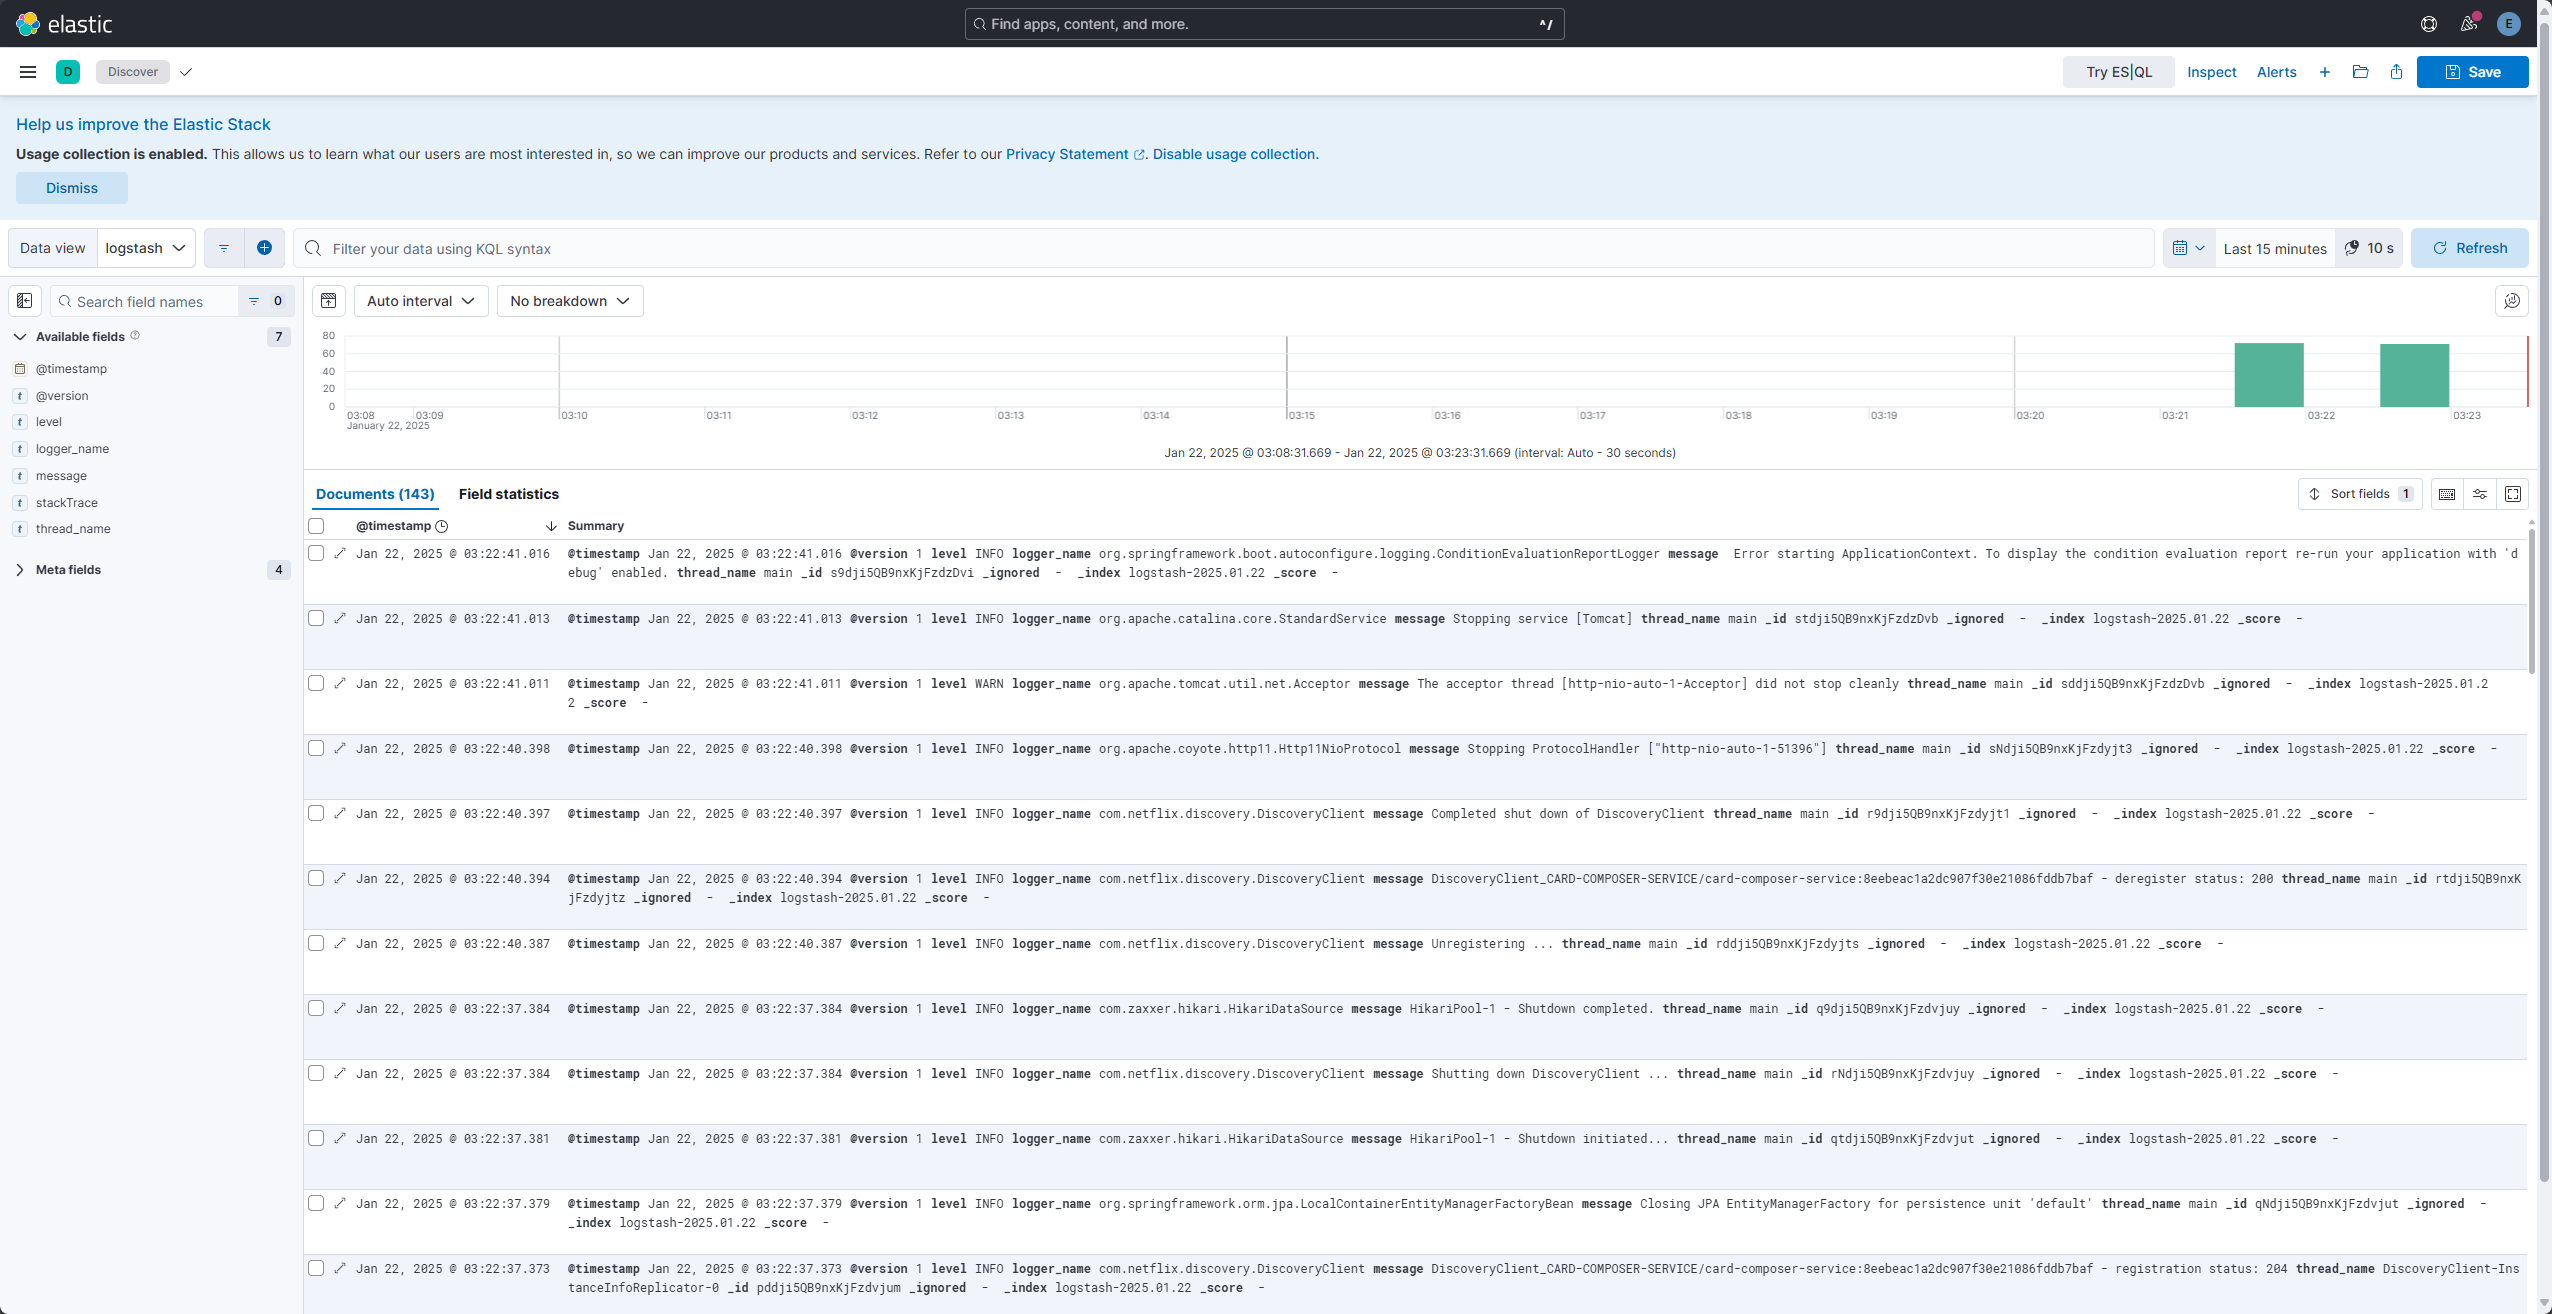 elastic
Find apps, content, and more.
^/
E
D
Discover
Try ES|QL
Inspect
Alerts
Save
Help us improve the Elastic Stack
Usage collection is enabled. This allows us to learn what our users are most interested in, so we can improve our products and services. Refer to our Privacy Statement. Disable usage collection.
Dismiss
Data view
logstash
Filter your data using KQL syntax
Last 15 minutes
10 s
Refresh
Search field names
0
Auto interval
No breakdown
Available fields
7
@timestamp
@version
level
logger_name
message
stackTrace
thread_name
Meta fields
4
80
60
40
20
0
03:08 03:09 03:10 03:11 03:12 03:13 03:14 03:15 03:16 03:17 03:18 03:19 03:20 03:21 03:22 03:23
January 22, 2025
Jan 22, 2025 @ 03:08:31.669 - Jan 22, 2025 @ 03:23:31.669 (interval: Auto - 30 seconds)
Documents (143)
Field statistics
Sort fields 1
@timestamp
Summary
Jan 22, 2025 @ 03:22:41.016 @timestamp Jan 22, 2025 @ 03:22:41.016 @version 1 level INFO logger_name org.springframework.boot.autoconfigure.logging.ConditionEvaluationReportLogger message Error starting ApplicationContext. To display the condition evaluation report re-run your application with 'd
ebug' enabled. thread_name main _id s9dji5QB9nxKjFzdzDvi _ignored - _index logstash-2025.01.22 _score -
Jan 22, 2025 @ 03:22:41.013 @timestamp Jan 22, 2025 @ 03:22:41.013 @version 1 level INFO logger_name org.apache.catalina.core.StandardService message Stopping service [Tomcat] thread_name main _id stdji5QB9nxKjFzdzDvb _ignored - _index logstash-2025.01.22 _score -
Jan 22, 2025 @ 03:22:41.011 @timestamp Jan 22, 2025 @ 03:22:41.011 @version 1 level WARN logger_name org.apache.tomcat.util.net.Acceptor message The acceptor thread [http-nio-auto-1-Acceptor] did not stop cleanly thread_name main _id sddji5QB9nxKjFzdzDvb _ignored - _index logstash-2025.01.2
2 _score -
Jan 22, 2025 @ 03:22:40.398 @timestamp Jan 22, 2025 @ 03:22:40.398 @version 1 level INFO logger_name org.apache.coyote.http11.Http11NioProtocol message Stopping ProtocolHandler ["http-nio-auto-1-51396"] thread_name main _id sNdji5QB9nxKjFzdyjt3 _ignored - _index logstash-2025.01.22 _score -
Jan 22, 2025 @ 03:22:40.397 @timestamp Jan 22, 2025 @ 03:22:40.397 @version 1 level INFO logger_name com.netflix.discovery.DiscoveryClient message Completed shut down of DiscoveryClient thread_name main _id r9dji5QB9nxKjFzdyjt1 _ignored - _index logstash-2025.01.22 _score -
Jan 22, 2025 @ 03:22:40.394 @timestamp Jan 22, 2025 @ 03:22:40.394 @version 1 level INFO logger_name com.netflix.discovery.DiscoveryClient message DiscoveryClient_CARD-COMPOSER-SERVICE/card-composer-service:8eebeac1a2dc907f30e21086fddb7baf - deregister status: 200 thread_name main _id rtdji5QB9nxK
jFzdyjtz _ignored - _index logstash-2025.01.22 _score -
Jan 22, 2025 @ 03:22:40.387 @timestamp Jan 22, 2025 @ 03:22:40.387 @version 1 level INFO logger_name com.netflix.discovery.DiscoveryClient message Unregistering ... thread_name main _id rddji5QB9nxKjFzdyjts _ignored - _index logstash-2025.01.22 _score -
Jan 22, 2025 @ 03:22:37.384 @timestamp Jan 22, 2025 @ 03:22:37.384 @version 1 level INFO logger_name com.zaxxer.hikari.HikariDataSource message HikariPool-1 - Shutdown completed. thread_name main _id q9dji5QB9nxKjFzdvjuy _ignored - _index logstash-2025.01.22 _score -
Jan 22, 2025 @ 03:22:37.384 @timestamp Jan 22, 2025 @ 03:22:37.384 @version 1 level INFO logger_name com.netflix.discovery.DiscoveryClient message Shutting down DiscoveryClient ... thread_name main _id rNdji5QB9nxKjFzdvjuy _ignored - _index logstash-2025.01.22 _score -
Jan 22, 2025 @ 03:22:37.381 @timestamp Jan 22, 2025 @ 03:22:37.381 @version 1 level INFO logger_name com.zaxxer.hikari.HikariDataSource message HikariPool-1 - Shutdown initiated... thread_name main _id qtdji5QB9nxKjFzdvjut _ignored - _index logstash-2025.01.22 _score -
Jan 22, 2025 @ 03:22:37.379 @timestamp Jan 22, 2025 @ 03:22:37.379 @version 1 level INFO logger_name org.springframework.orm.jpa.LocalContainerEntityManagerFactoryBean message Closing JPA EntityManagerFactory for persistence unit 'default' thread_name main _id qNdji5QB9nxKjFzdvjut _ignored -
_index logstash-2025.01.22 _score -
Jan 22, 2025 @ 03:22:37.373 @timestamp Jan 22, 2025 @ 03:22:37.373 @version 1 level INFO logger_name com.netflix.discovery.DiscoveryClient message DiscoveryClient_CARD-COMPOSER-SERVICE/card-composer-service:8eebeac1a2dc907f30e21086fddb7baf - registration status: 204 thread_name DiscoveryClient-Ins
tanceInfoReplicator-0 _id pddji5QB9nxKjFzdvjum _ignored - _index logstash-2025.01.22 _score -